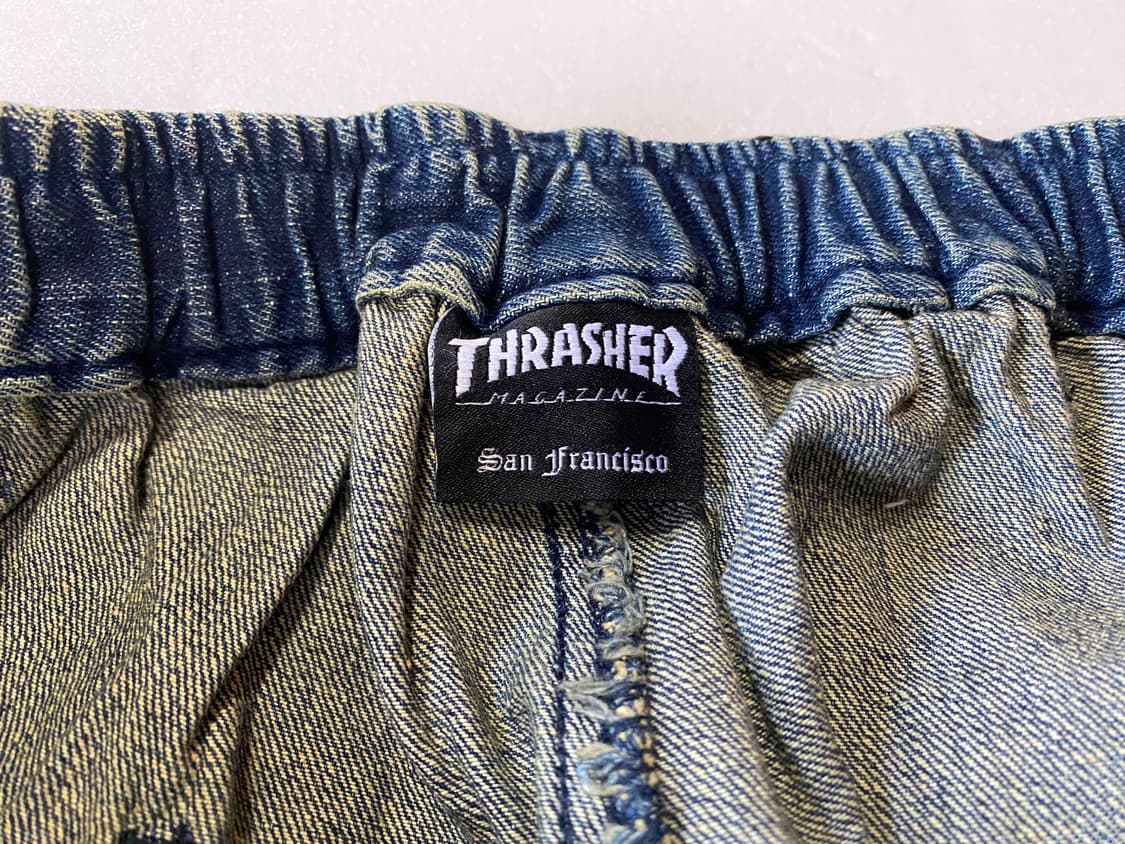 THRASHER
MAGAZINE
San Francisco